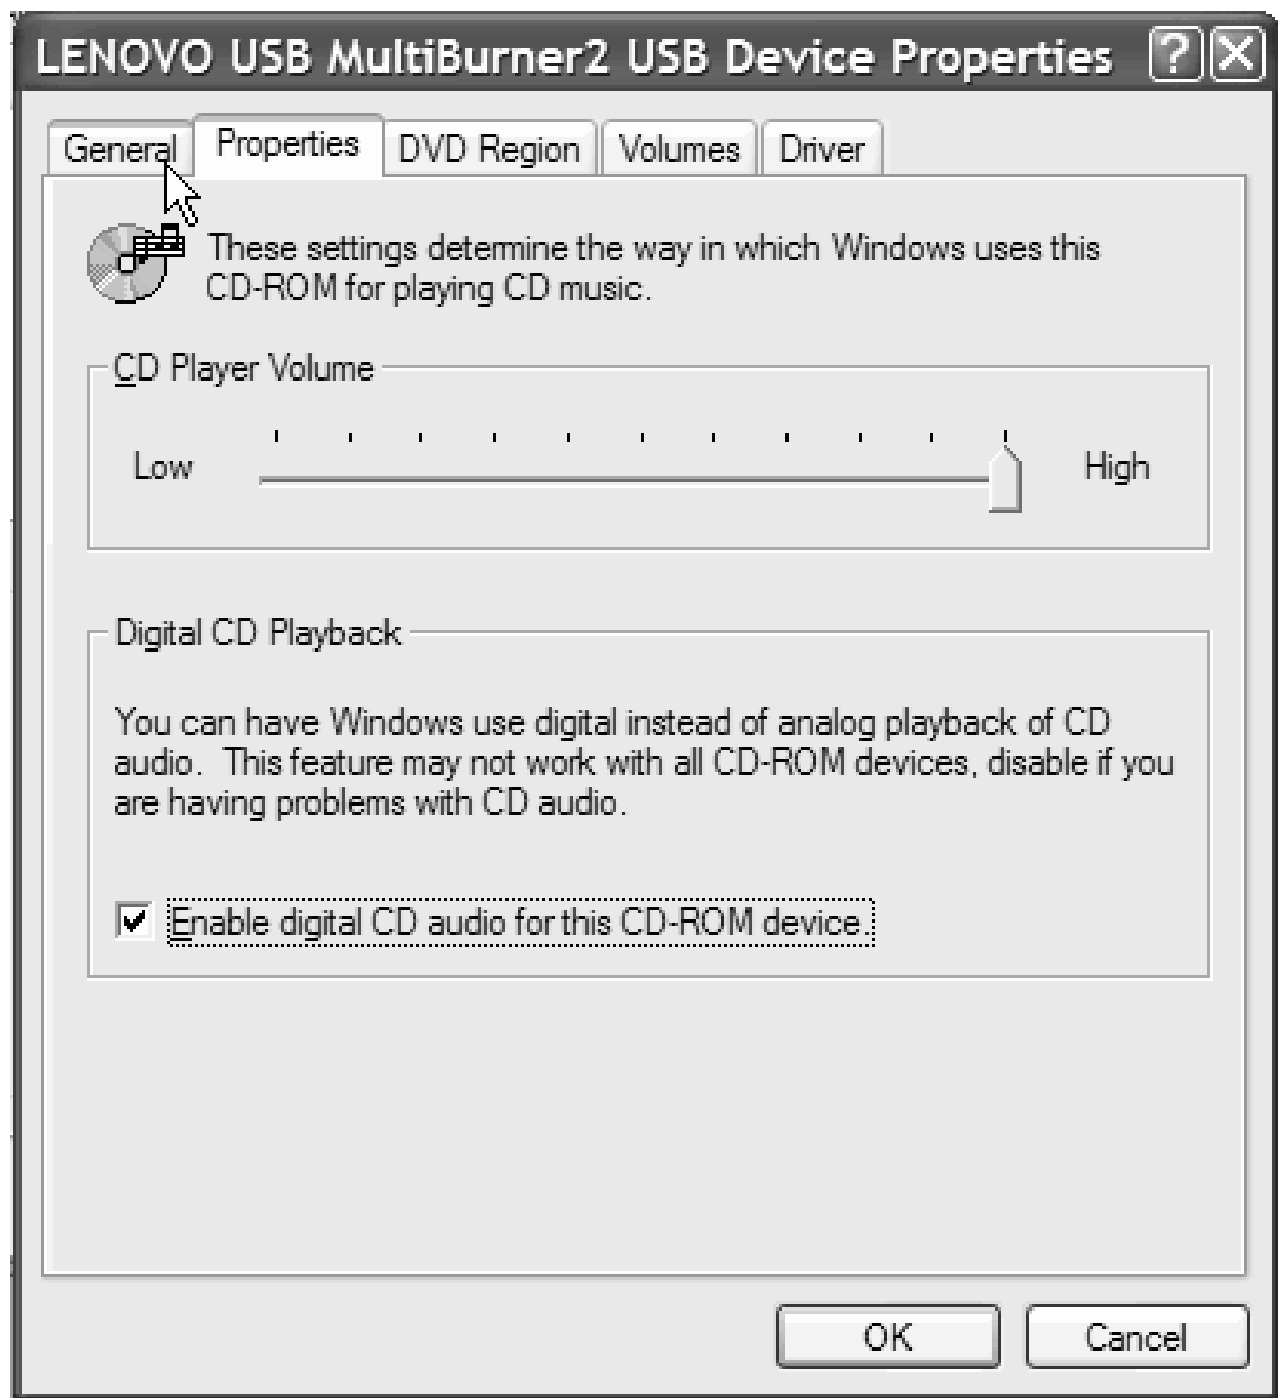 LENOVO USB MultiBurner2 USB Device Properties
General Properties DVD Region Volumes Driver
These settings determine the way in which Windows uses this
CD-ROM for playing CD music.
CD Player Volume
Low High
Digital CD Playback
You can have Windows use digital instead of analog playback of CD
audio.  This feature may not work with all CD-ROM devices, disable if you
are having problems with CD audio.
Enable digital CD audio for this CD-ROM device.
OK Cancel